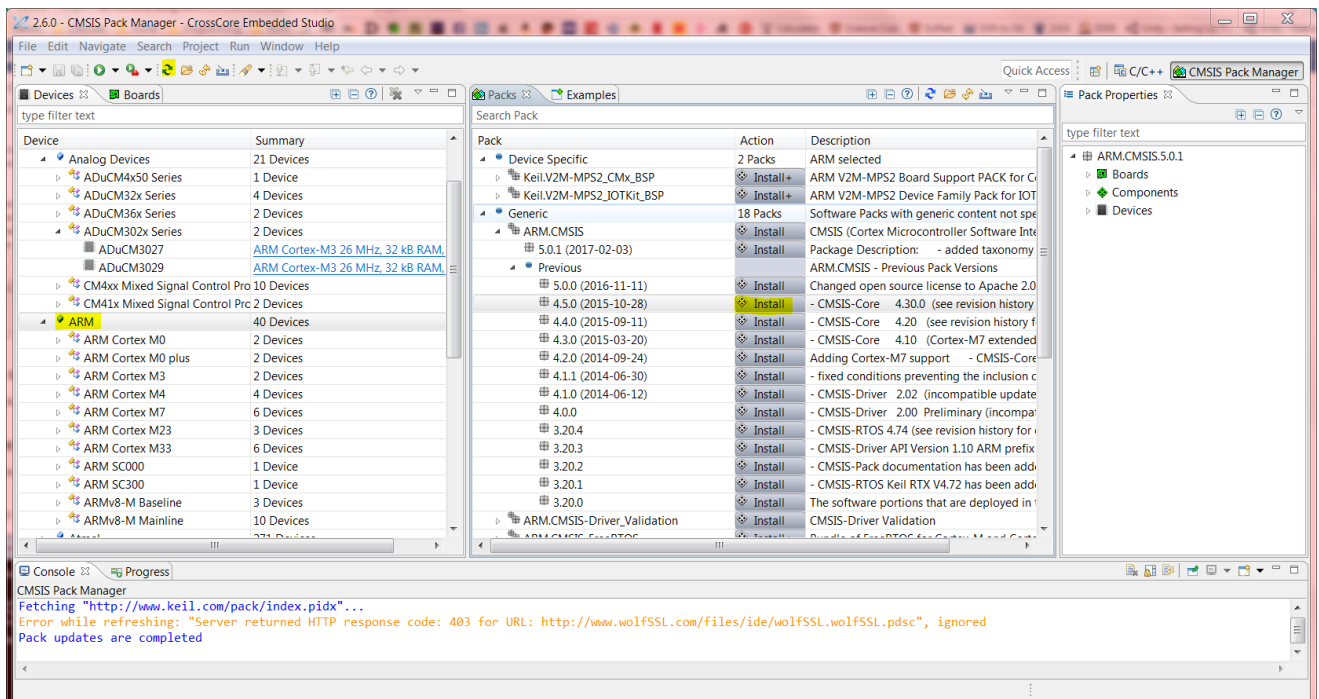 2.6.0 - CMSIS Pack Manager - CrossCore Embedded Studio
File Edit Navigate Search Project Run Window Help
Quick Access C/C++ CMSIS Pack Manager
Devices Boards
type filter text
Device Summary
Analog Devices 21 Devices
ADuCM4x50 Series 1 Device
ADuCM32x Series 4 Devices
ADuCM36x Series 2 Devices
ADuCM302x Series 2 Devices
ADuCM3027 ARM Cortex-M3 26 MHz, 32 kB RAM,
ADuCM3029 ARM Cortex-M3 26 MHz, 32 kB RAM,
CM4xx Mixed Signal Control Pro 10 Devices
CM41x Mixed Signal Control Prc 2 Devices
ARM 40 Devices
ARM Cortex M0 2 Devices
ARM Cortex M0 plus 2 Devices
ARM Cortex M3 2 Devices
ARM Cortex M4 4 Devices
ARM Cortex M7 6 Devices
ARM Cortex M23 3 Devices
ARM Cortex M33 6 Devices
ARM SC000 1 Device
ARM SC300 1 Device
ARMv8-M Baseline 3 Devices
ARMv8-M Mainline 10 Devices
Packs Examples
Search Pack
Pack Action Description
Device Specific 2 Packs ARM selected
Keil.V2M-MPS2_CMx_BSP Install+ ARM V2M-MPS2 Board Support PACK for C
Keil.V2M-MPS2_IOTKit_BSP Install+ ARM V2M-MPS2 Device Family Pack for IOT
Generic 18 Packs Software Packs with generic content not spe
ARM.CMSIS Install CMSIS (Cortex Microcontroller Software Inte
5.0.1 (2017-02-03) Install Package Description: - added taxonomy
Previous ARM.CMSIS - Previous Pack Versions
5.0.0 (2016-11-11) Install Changed open source license to Apache 2.0
4.5.0 (2015-10-28) Install - CMSIS-Core 4.30.0 (see revision history
4.4.0 (2015-09-11) Install - CMSIS-Core 4.20 (see revision history f
4.3.0 (2015-03-20) Install - CMSIS-Core 4.10 (Cortex-M7 extended
4.2.0 (2014-09-24) Install Adding Cortex-M7 support - CMSIS-Core
4.1.1 (2014-06-30) Install - fixed conditions preventing the inclusion c
4.1.0 (2014-06-12) Install - CMSIS-Driver 2.02 (incompatible update
4.0.0 Install - CMSIS-Driver 2.00 Preliminary (incompa
3.20.4 Install - CMSIS-RTOS 4.74 (see revision history for
3.20.3 Install - CMSIS-Driver API Version 1.10 ARM prefix
3.20.2 Install - CMSIS-Pack documentation has been add
3.20.1 Install - CMSIS-RTOS Keil RTX V4.72 has been add
3.20.0 Install The software portions that are deployed in
ARM.CMSIS-Driver_Validation Install CMSIS-Driver Validation
Pack Properties
type filter text
ARM.CMSIS.5.0.1
Boards
Components
Devices
Console Progress
CMSIS Pack Manager
Fetching "http://www.keil.com/pack/index.pidx"...
Error while refreshing: "Server returned HTTP response code: 403 for URL: http://www.wolfSSL.com/files/ide/wolfSSL.wolfSSL.pdsc", ignored
Pack updates are completed